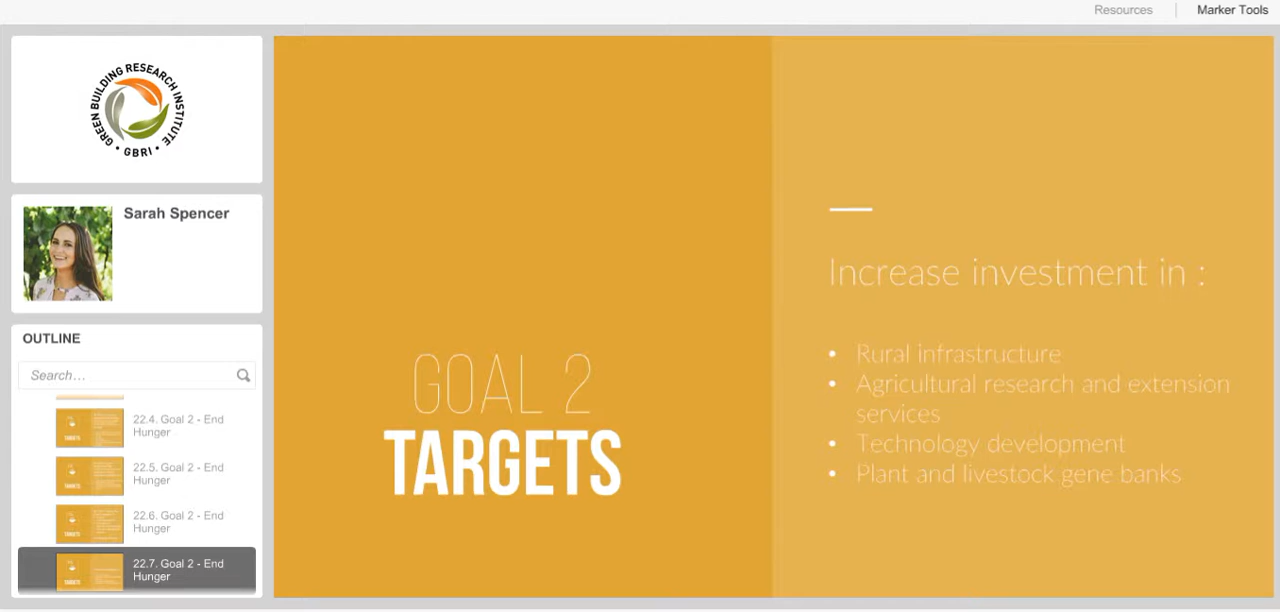 Resources | Marker Tools
GREEN BUILDING RESEARCH INSTITUTE
• GBRI •
Sarah Spencer
OUTLINE
Search...
22.4. Goal 2 - End
Hunger
22.5. Goal 2 - End
Hunger
22.6. Goal 2 - End
Hunger
22.7. Goal 2 - End
Hunger
GOAL 2
TARGETS
Increase investment in :
• Rural infrastructure
• Agricultural research and extension
services
• Technology development
• Plant and livestock gene banks